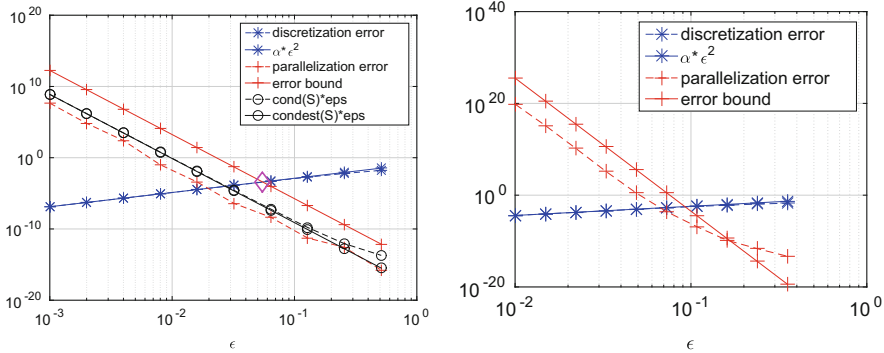 10^20
discretization error
α*ϵ^2
parallelization error
error bound
cond(S)*eps
condest(S)*eps
10^10
10^0
10^-10
10^-20
10^-3
10^-2
10^-1
10^0
ϵ
10^40
discretization error
α*ϵ^2
parallelization error
error bound
10^20
10^0
10^-20
10^-2
10^-1
10^0
ϵ